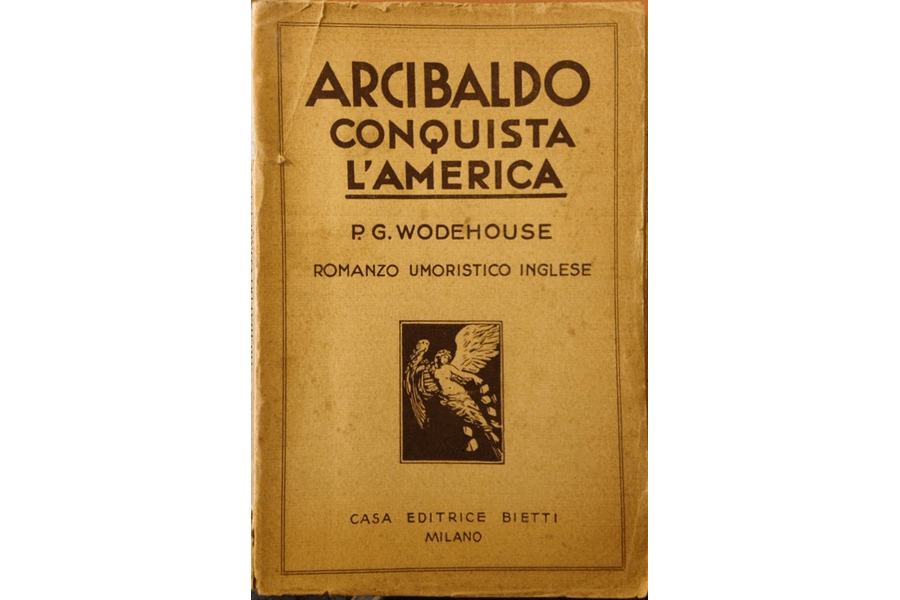 ARCIBALDO
CONQUISTA
L'AMERICA
P. G. WODEHOUSE
ROMANZO UMORISTICO INGLESE
CASA EDITRICE BIETTI
MILANO